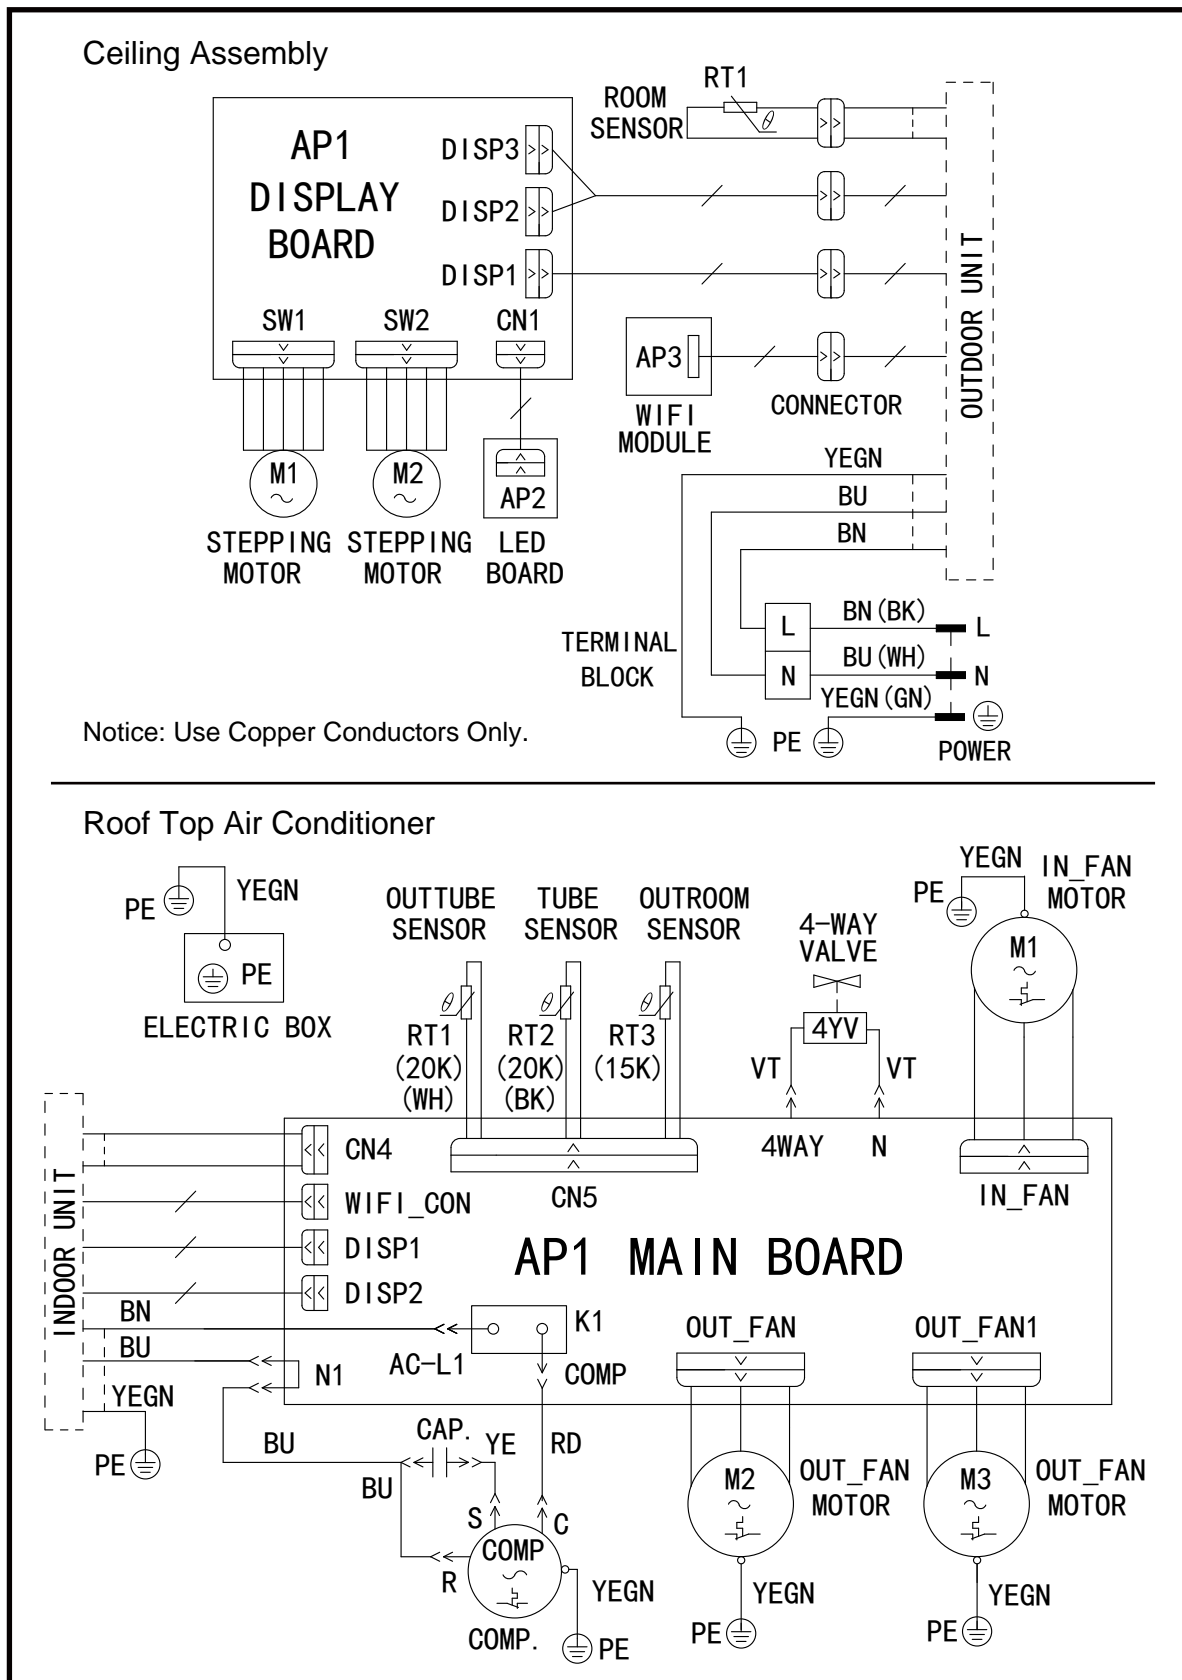 Ceiling Assembly
RT1
ROOM
SENSOR
θ
AP1
DISPLAY
BOARD
DISP3
DISP2
DISP1
SW1
SW2
CN1
OUTDOOR UNIT
AP3
WIFI
MODULE
CONNECTOR
M1
M2
AP2
STEPPING
MOTOR
STEPPING
MOTOR
LED
BOARD
YEGN
BU
BN
TERMINAL
BLOCK
L
BN(BK)
L
N
BU(WH)
N
YEGN(GN)
PE
POWER
Notice: Use Copper Conductors Only.
Roof Top Air Conditioner
PE
YEGN
PE
ELECTRIC BOX
OUTTUBE
SENSOR
TUBE
SENSOR
OUTROOM
SENSOR
θ
θ
θ
RT1
(20K)
(WH)
RT2
(20K)
(BK)
RT3
(15K)
4-WAY
VALVE
4YV
VT
VT
4WAY
N
YEGN
PE
IN_FAN
MOTOR
M1
IN_FAN
INDOOR UNIT
CN4
CN5
WIFI_CON
DISP1
DISP2
AP1 MAIN BOARD
BN
AC-L1
K1
COMP
BU
N1
YEGN
PE
OUT_FAN
OUT_FAN1
BU
CAP.
YE
RD
BU
S
C
R
COMP
COMP.
YEGN
PE
M2
OUT_FAN
MOTOR
YEGN
PE
M3
OUT_FAN
MOTOR
YEGN
PE